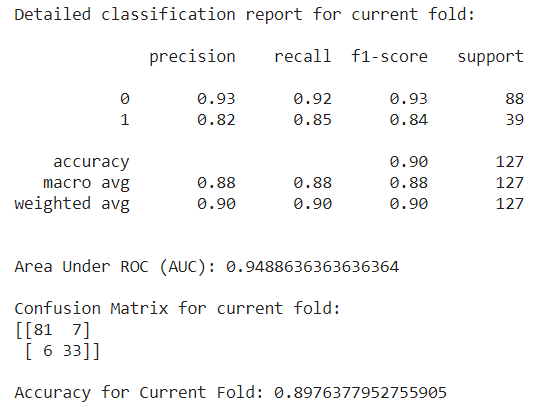 Detailed classification report for current fold:
precision recall f1-score support
0 0.93 0.92 0.93 88
1 0.82 0.85 0.84 39
accuracy 0.90 127
macro avg 0.88 0.88 0.88 127
weighted avg 0.90 0.90 0.90 127
Area Under ROC (AUC): 0.9488636363636364
Confusion Matrix for current fold:
[[81 7]
[ 6 33]]
Accuracy for Current Fold: 0.8976377952755905